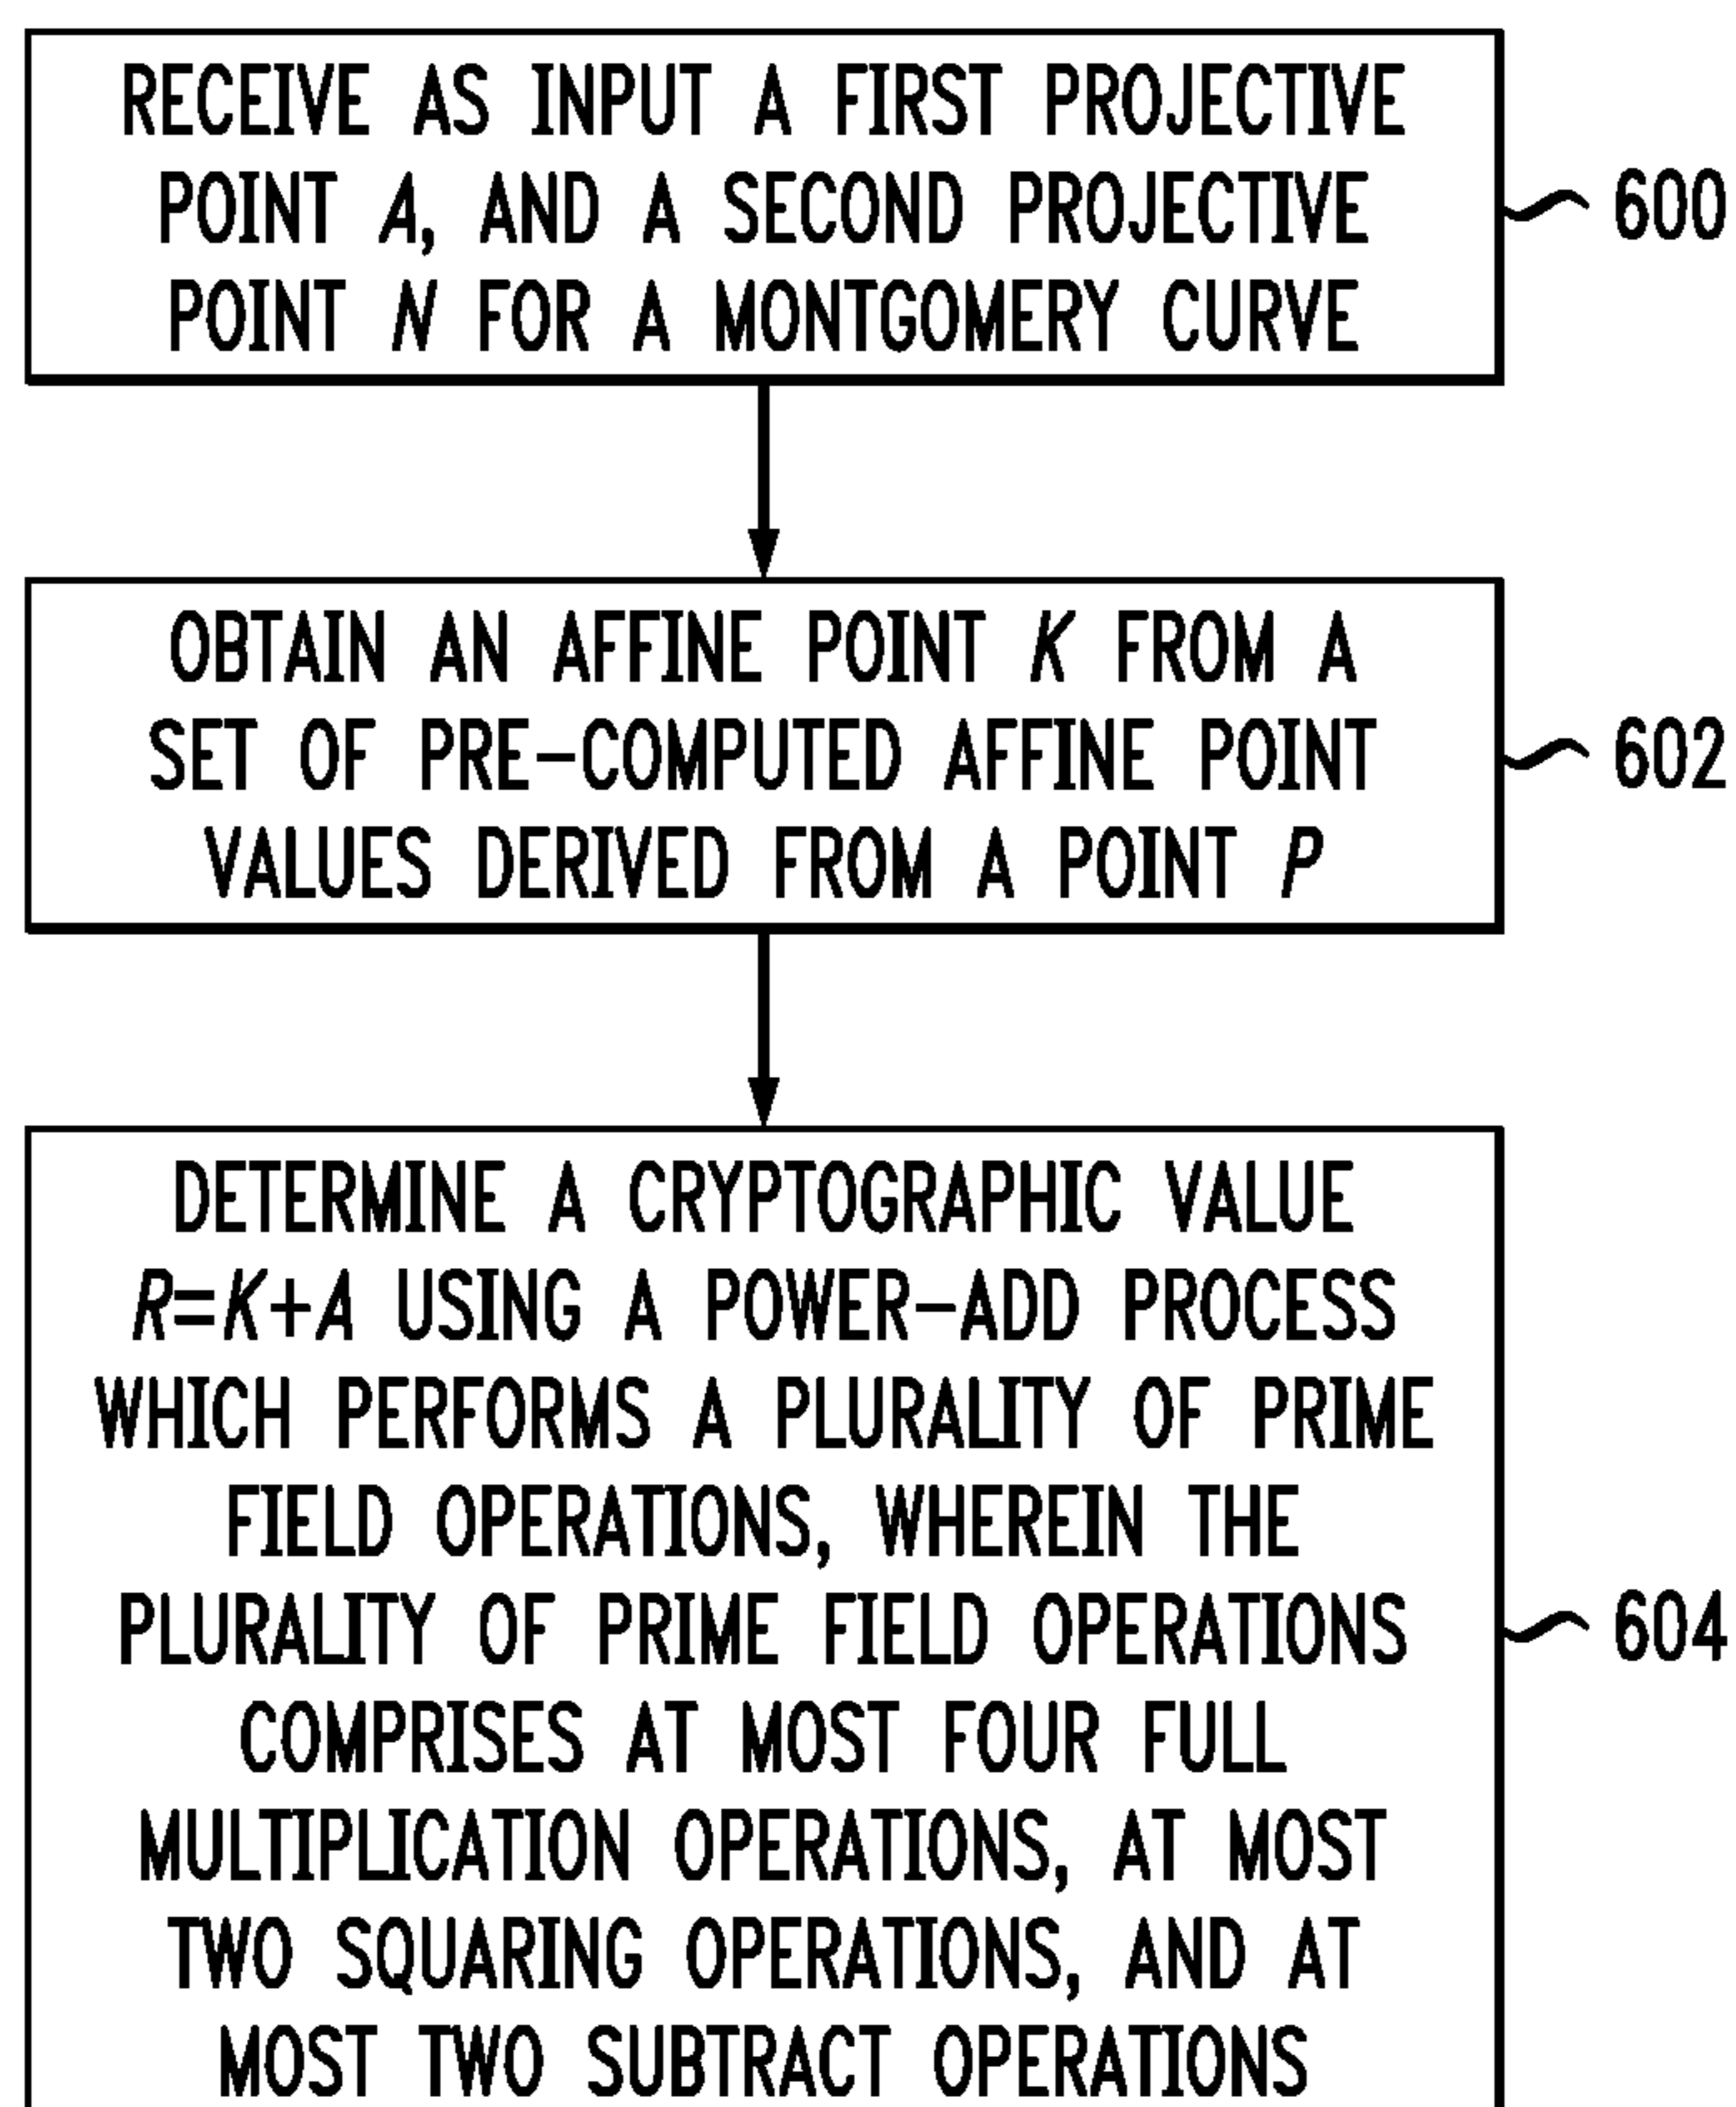 RECEIVE AS INPUT A FIRST PROJECTIVE
POINT A, AND A SECOND PROJECTIVE
POINT N FOR A MONTGOMERY CURVE
600
OBTAIN AN AFFINE POINT K FROM A
SET OF PRE-COMPUTED AFFINE POINT
VALUES DERIVED FROM A POINT P
602
DETERMINE A CRYPTOGRAPHIC VALUE
R=K+A USING A POWER-ADD PROCESS
WHICH PERFORMS A PLURALITY OF PRIME
FIELD OPERATIONS, WHEREIN THE
PLURALITY OF PRIME FIELD OPERATIONS
COMPRISES AT MOST FOUR FULL
MULTIPLICATION OPERATIONS, AT MOST
TWO SQUARING OPERATIONS, AND AT
MOST TWO SUBTRACT OPERATIONS
604